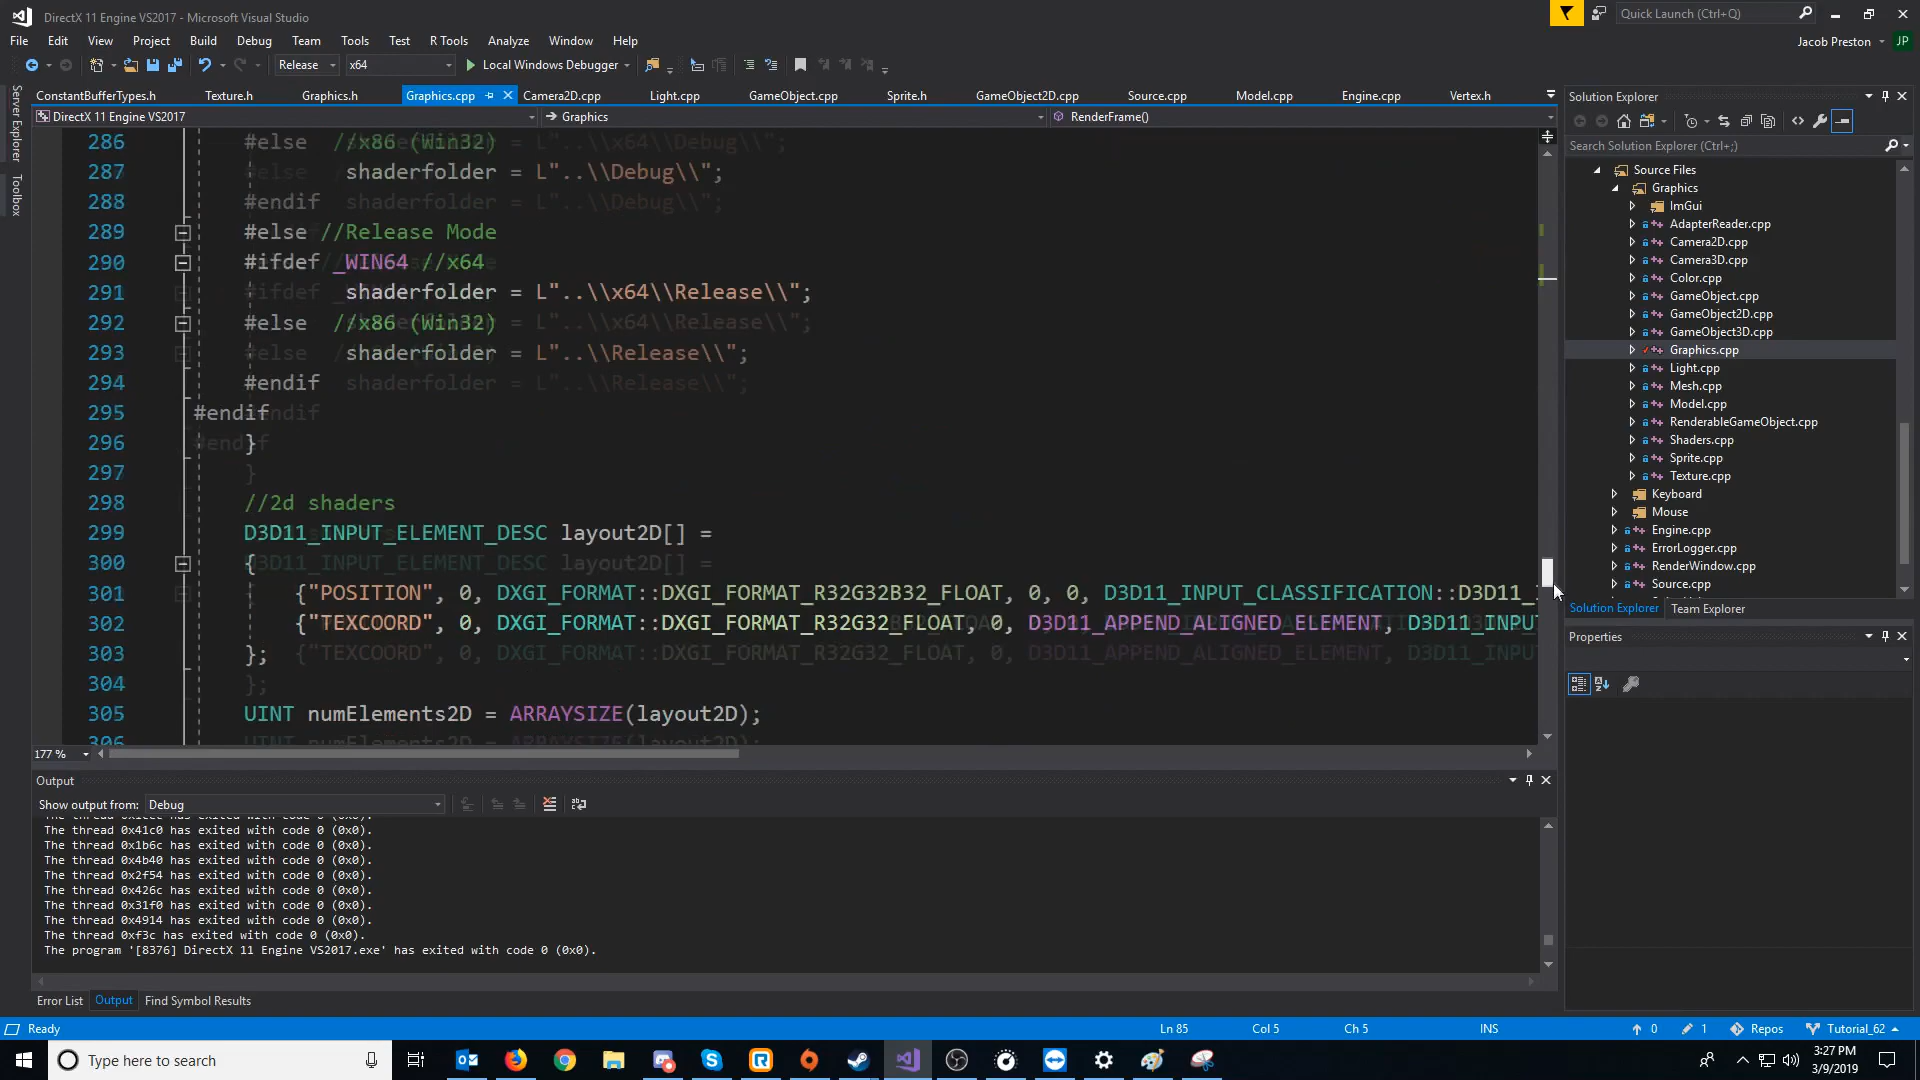 DirectX 11 Engine VS2017 - Microsoft Visual Studio
Quick Launch (Ctrl+Q)
File Edit View Project Build Debug Team Tools Test R Tools Analyze Window Help
Jacob Preston JP
Release x64 Local Windows Debugger
ConstantBufferTypes.h Texture.h Graphics.h Graphics.cpp Camera2D.cpp Light.cpp GameObject.cpp Sprite.h GameObject2D.cpp Source.cpp Model.cpp Engine.cpp Vertex.h
DirectX 11 Engine VS2017 Graphics RenderFrame()
Server Explorer
Toolbox
286 #else //x86 (Win32)
287 shaderfolder = L"..\\Debug\\";
288 #endif
289 #else //Release Mode
290 #ifdef _WIN64 //x64
291 shaderfolder = L"..\\x64\\Release\\";
292 #else //x86 (Win32)
293 shaderfolder = L"..\\Release\\";
294 #endif
295 #endif
296 }
297
298 //2d shaders
299 D3D11_INPUT_ELEMENT_DESC layout2D[] =
300 {
301 {"POSITION", 0, DXGI_FORMAT::DXGI_FORMAT_R32G32B32_FLOAT, 0, 0, D3D11_INPUT_CLASSIFICATION::D3D11_
302 {"TEXCOORD", 0, DXGI_FORMAT::DXGI_FORMAT_R32G32_FLOAT, 0, D3D11_APPEND_ALIGNED_ELEMENT, D3D11_INPUT
303 };
304
305 UINT numElements2D = ARRAYSIZE(layout2D);
306
177 %
Solution Explorer
Search Solution Explorer (Ctrl+;)
Source Files
Graphics
ImGui
AdapterReader.cpp
Camera2D.cpp
Camera3D.cpp
Color.cpp
GameObject.cpp
GameObject2D.cpp
GameObject3D.cpp
Graphics.cpp
Light.cpp
Mesh.cpp
Model.cpp
RenderableGameObject.cpp
Shaders.cpp
Sprite.cpp
Texture.cpp
Keyboard
Mouse
Engine.cpp
ErrorLogger.cpp
RenderWindow.cpp
Source.cpp
Solution Explorer Team Explorer
Properties
Output
Show output from: Debug
The thread 0x41c0 has exited with code 0 (0x0).
The thread 0x1b6c has exited with code 0 (0x0).
The thread 0x4b40 has exited with code 0 (0x0).
The thread 0x2f54 has exited with code 0 (0x0).
The thread 0x426c has exited with code 0 (0x0).
The thread 0x31f0 has exited with code 0 (0x0).
The thread 0x4914 has exited with code 0 (0x0).
The thread 0xf3c has exited with code 0 (0x0).
The program '[8376] DirectX 11 Engine VS2017.exe' has exited with code 0 (0x0).
Error List Output Find Symbol Results
Ready Ln 85 Col 5 Ch 5 INS 0 1 Repos Tutorial_62
Type here to search
3:27 PM
3/9/2019